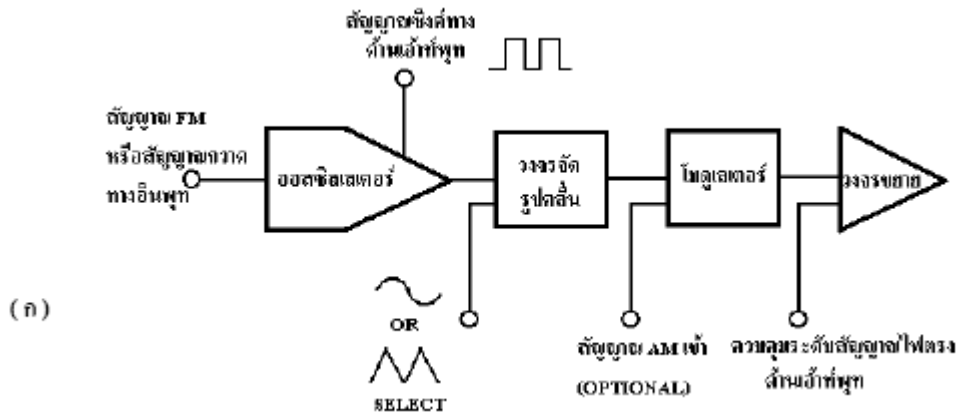 สัญญาณซิงค์ทาง
ด้านเอ้าท์พุท
สัญญาณ FM
หรือสัญญาณกวาด
ทางอินพุท
ออสซิลเลเตอร์
วงจรจัด
รูปคลื่น
โมดูเลเตอร์
วงจรขยาย
(ก)
OR
SELECT
สัญญาณ AM เข้า
(OPTIONAL)
ควบคุมระดับสัญญาณไฟตรง
ด้านเอ้าท์พุท